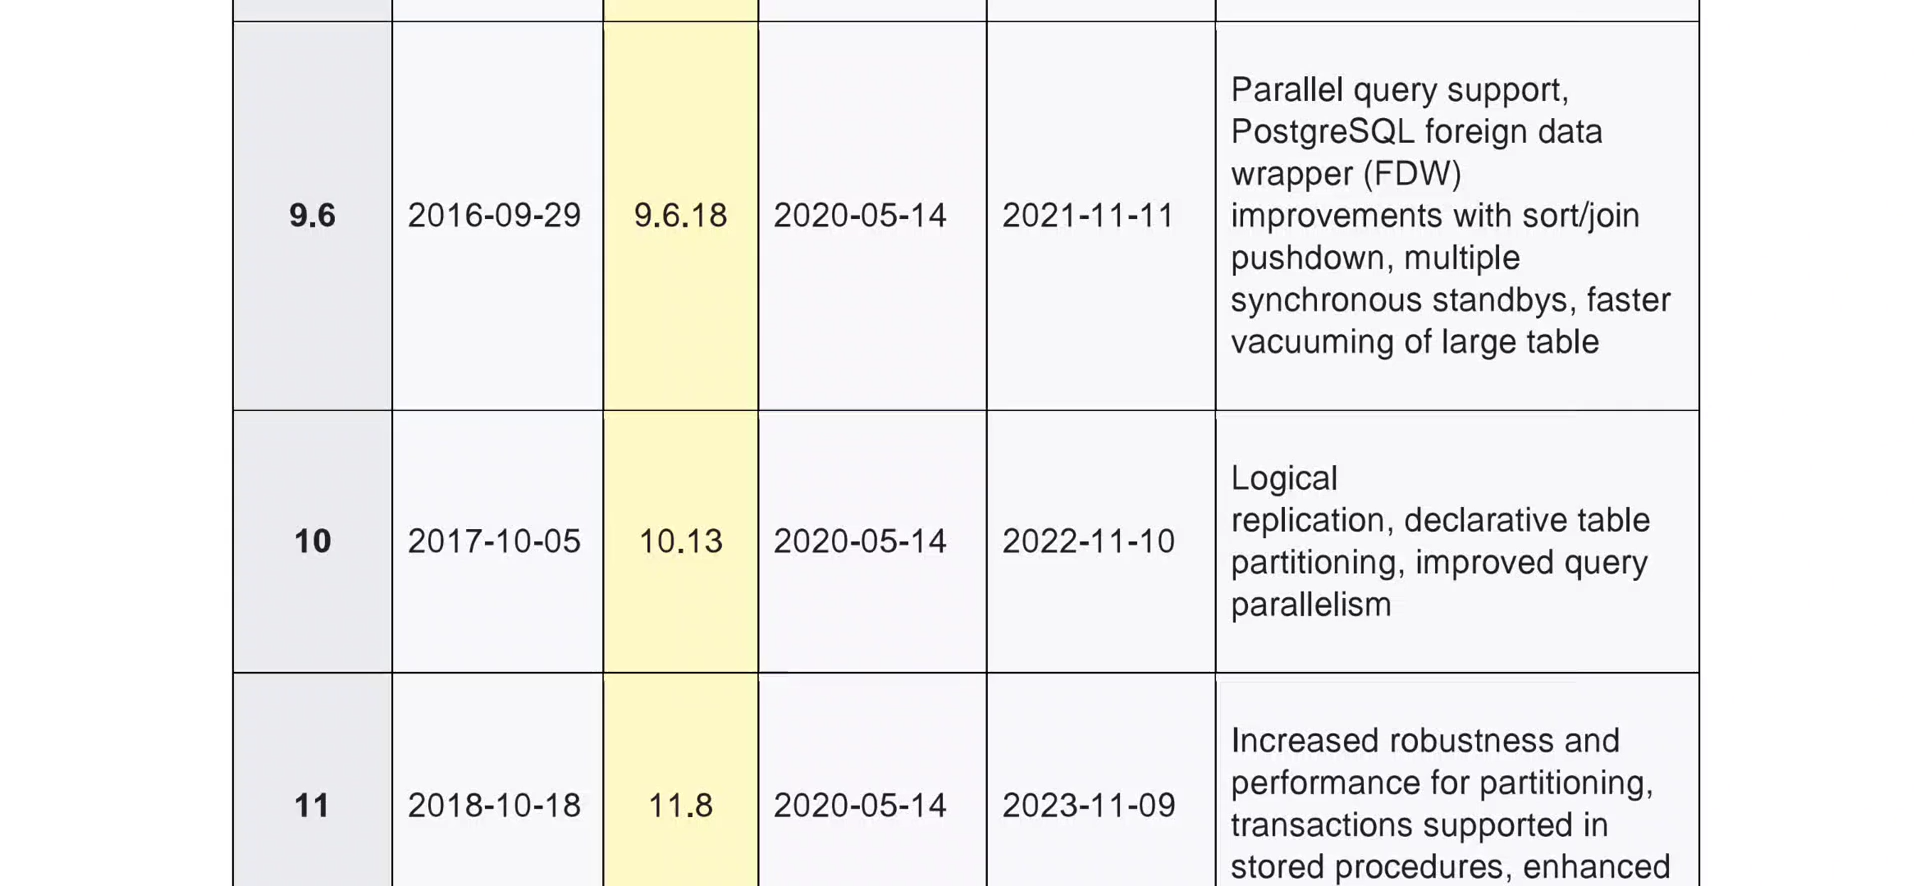 9.6
2016-09-29
9.6.18
2020-05-14
2021-11-11
Parallel query support,
PostgreSQL foreign data
wrapper (FDW)
improvements with sort/join
pushdown, multiple
synchronous standbys, faster
vacuuming of large table
10
2017-10-05
10.13
2020-05-14
2022-11-10
Logical
replication, declarative table
partitioning, improved query
parallelism
11
2018-10-18
11.8
2020-05-14
2023-11-09
Increased robustness and
performance for partitioning,
transactions supported in
stored procedures, enhanced